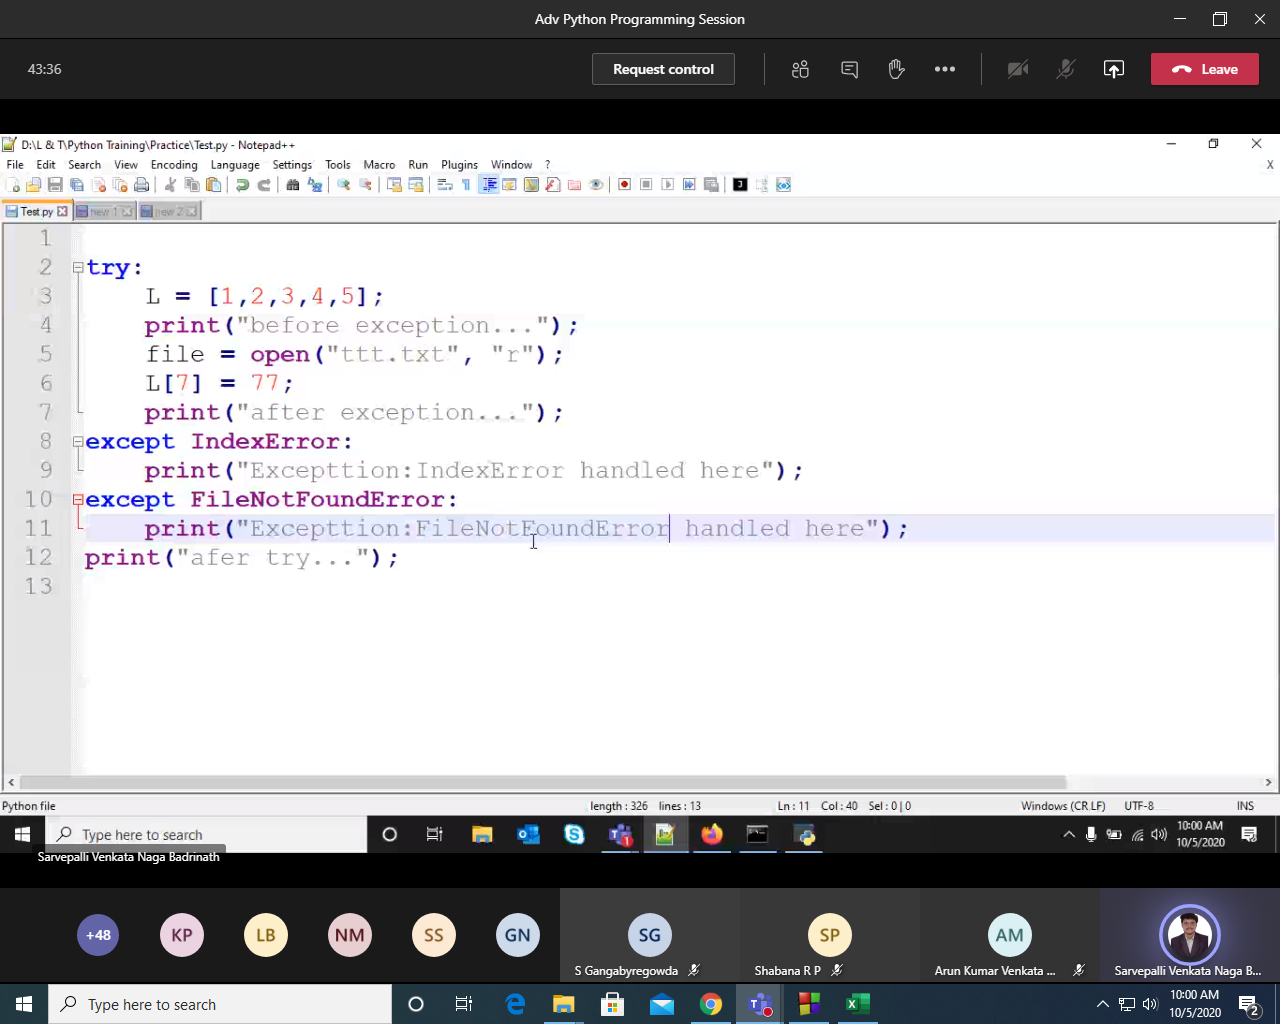 Adv Python Programming Session
43:36
Request control
Leave
D:\L & T\Python Training\Practice\Test.py - Notepad++
File Edit Search View Encoding Language Settings Tools Macro Run Plugins Window ?
X
Test.py new 1 new 2
1
2 try:
3 L = [1,2,3,4,5];
4 print("before exception...");
5 file = open("ttt.txt", "r");
6 L[7] = 77;
7 print("after exception...");
8 except IndexError:
9 print("Excepttion:IndexError handled here");
10 except FileNotFoundError:
11 print("Excepttion:FileNotFoundError handled here");
12 print("afer try...");
13
Python file length : 326 lines : 13 Ln : 11 Col : 40 Sel : 0 | 0 Windows (CR LF) UTF-8 INS
Type here to search
10:00 AM
10/5/2020
Sarvepalli Venkata Naga Badrinath
+48 KP LB NM SS GN SG SP AM
S Gangabyregowda Shabana R P Arun Kumar Venkata ... Sarvepalli Venkata Naga B...
Type here to search
10:00 AM
10/5/2020
2